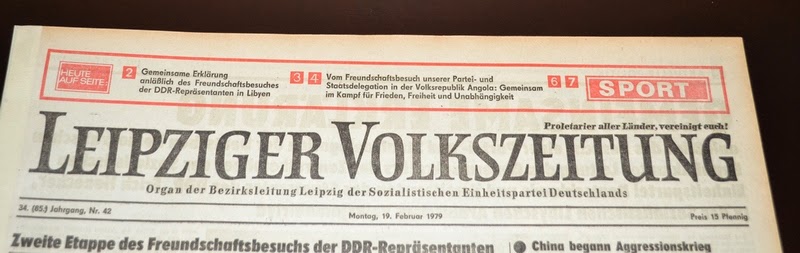 HEUTE
AUF SEITE
2 Gemeinsame Erklärung
anläßlich des Freundschaftsbesuches
der DDR-Repräsentanten in Libyen
3 4 Vom Freundschaftsbesuch unserer Partei- und
Staatsdelegation in der Volksrepublik Angola: Gemeinsam
im Kampf für Frieden, Freiheit und Unabhängigkeit
6 7 SPORT
Proletarier aller Länder, vereinigt euch!
LEIPZIGER VOLKSZEITUNG
Organ der Bezirksleitung Leipzig der Sozialistischen Einheitspartei Deutschlands
34. (85.) Jahrgang, Nr. 42 Montag, 19. Februar 1979 Preis 15 Pfennig
Zweite Etappe des Freundschaftsbesuchs der DDR-Repräsentanten
China begann Aggressionskrieg